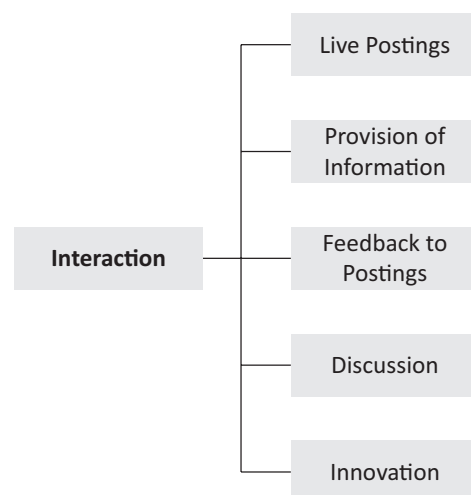 Live Postings
Provision of
Information
Interaction
Feedback to
Postings
Discussion
Innovation